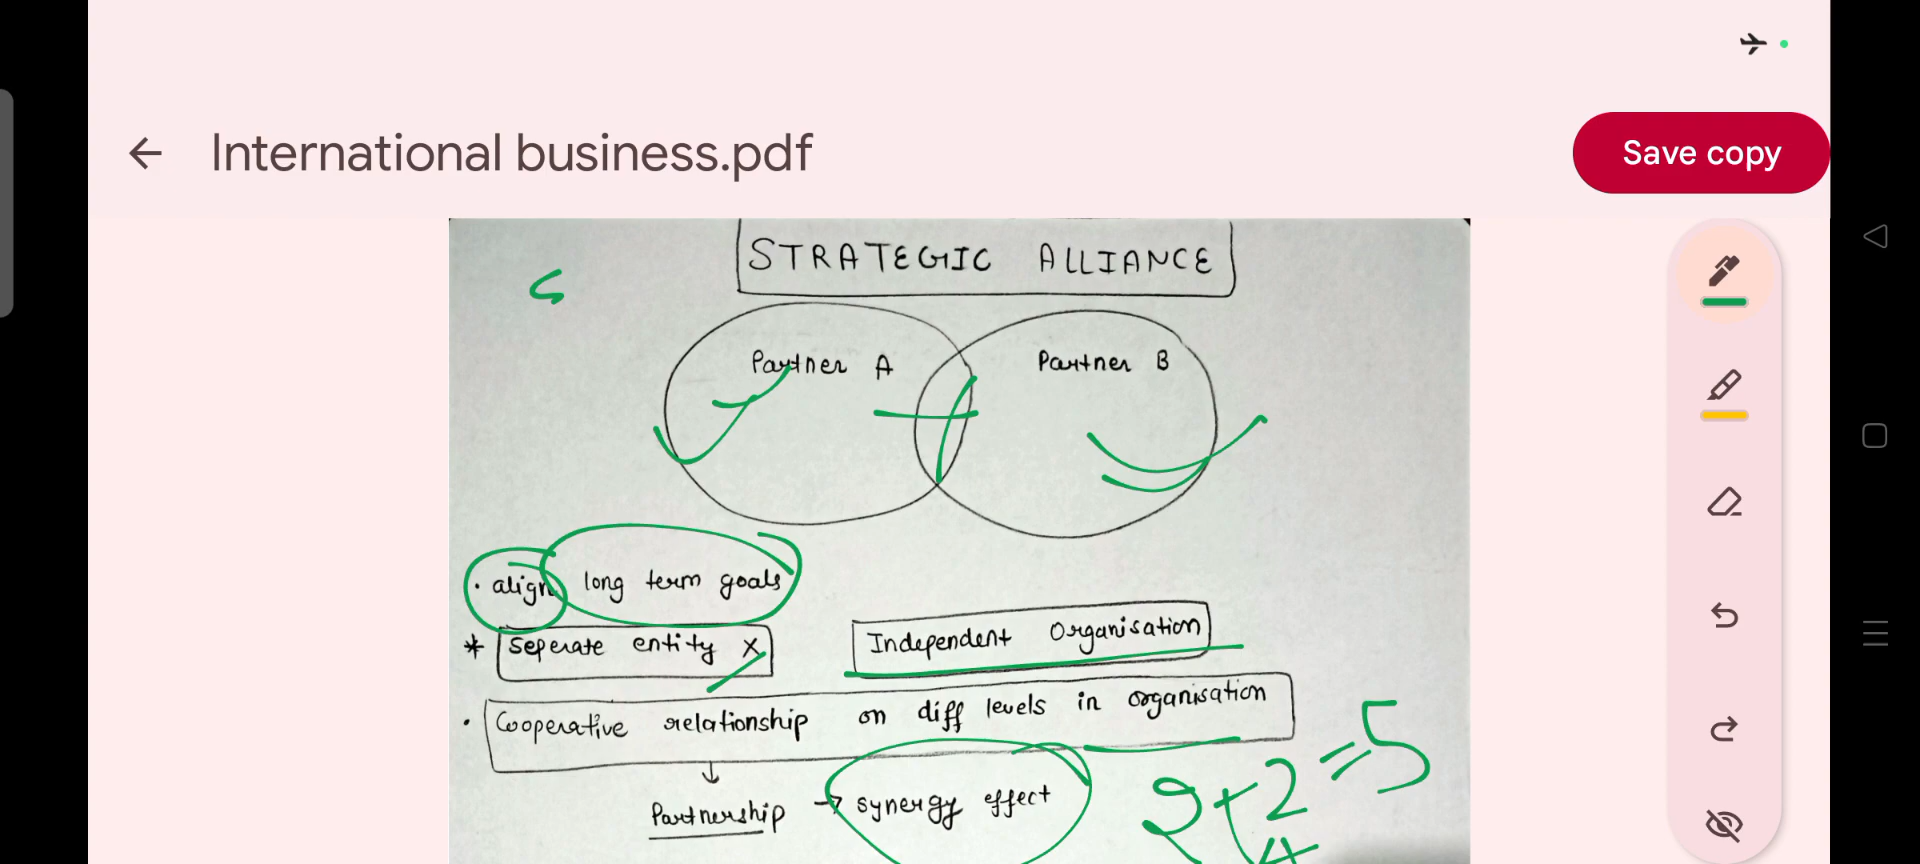 International business.pdf
Save copy
STRATEGIC ALLIANCE
Partner A
Partner B
. align long term goals
* Seperate entity X
Independent Organisation
. Cooperative relationship on diff levels in organisation
↓
Partnership → synergy effect
2+2=5
4